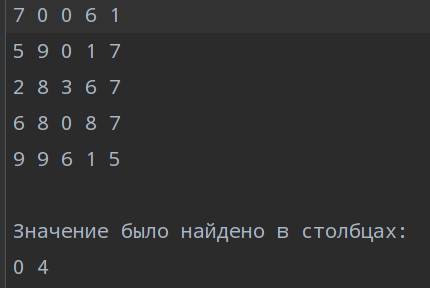 7 0 0 6 1
5 9 0 1 7
2 8 3 6 7
6 8 0 8 7
9 9 6 1 5
Значение было найдено в столбцах:
0 4